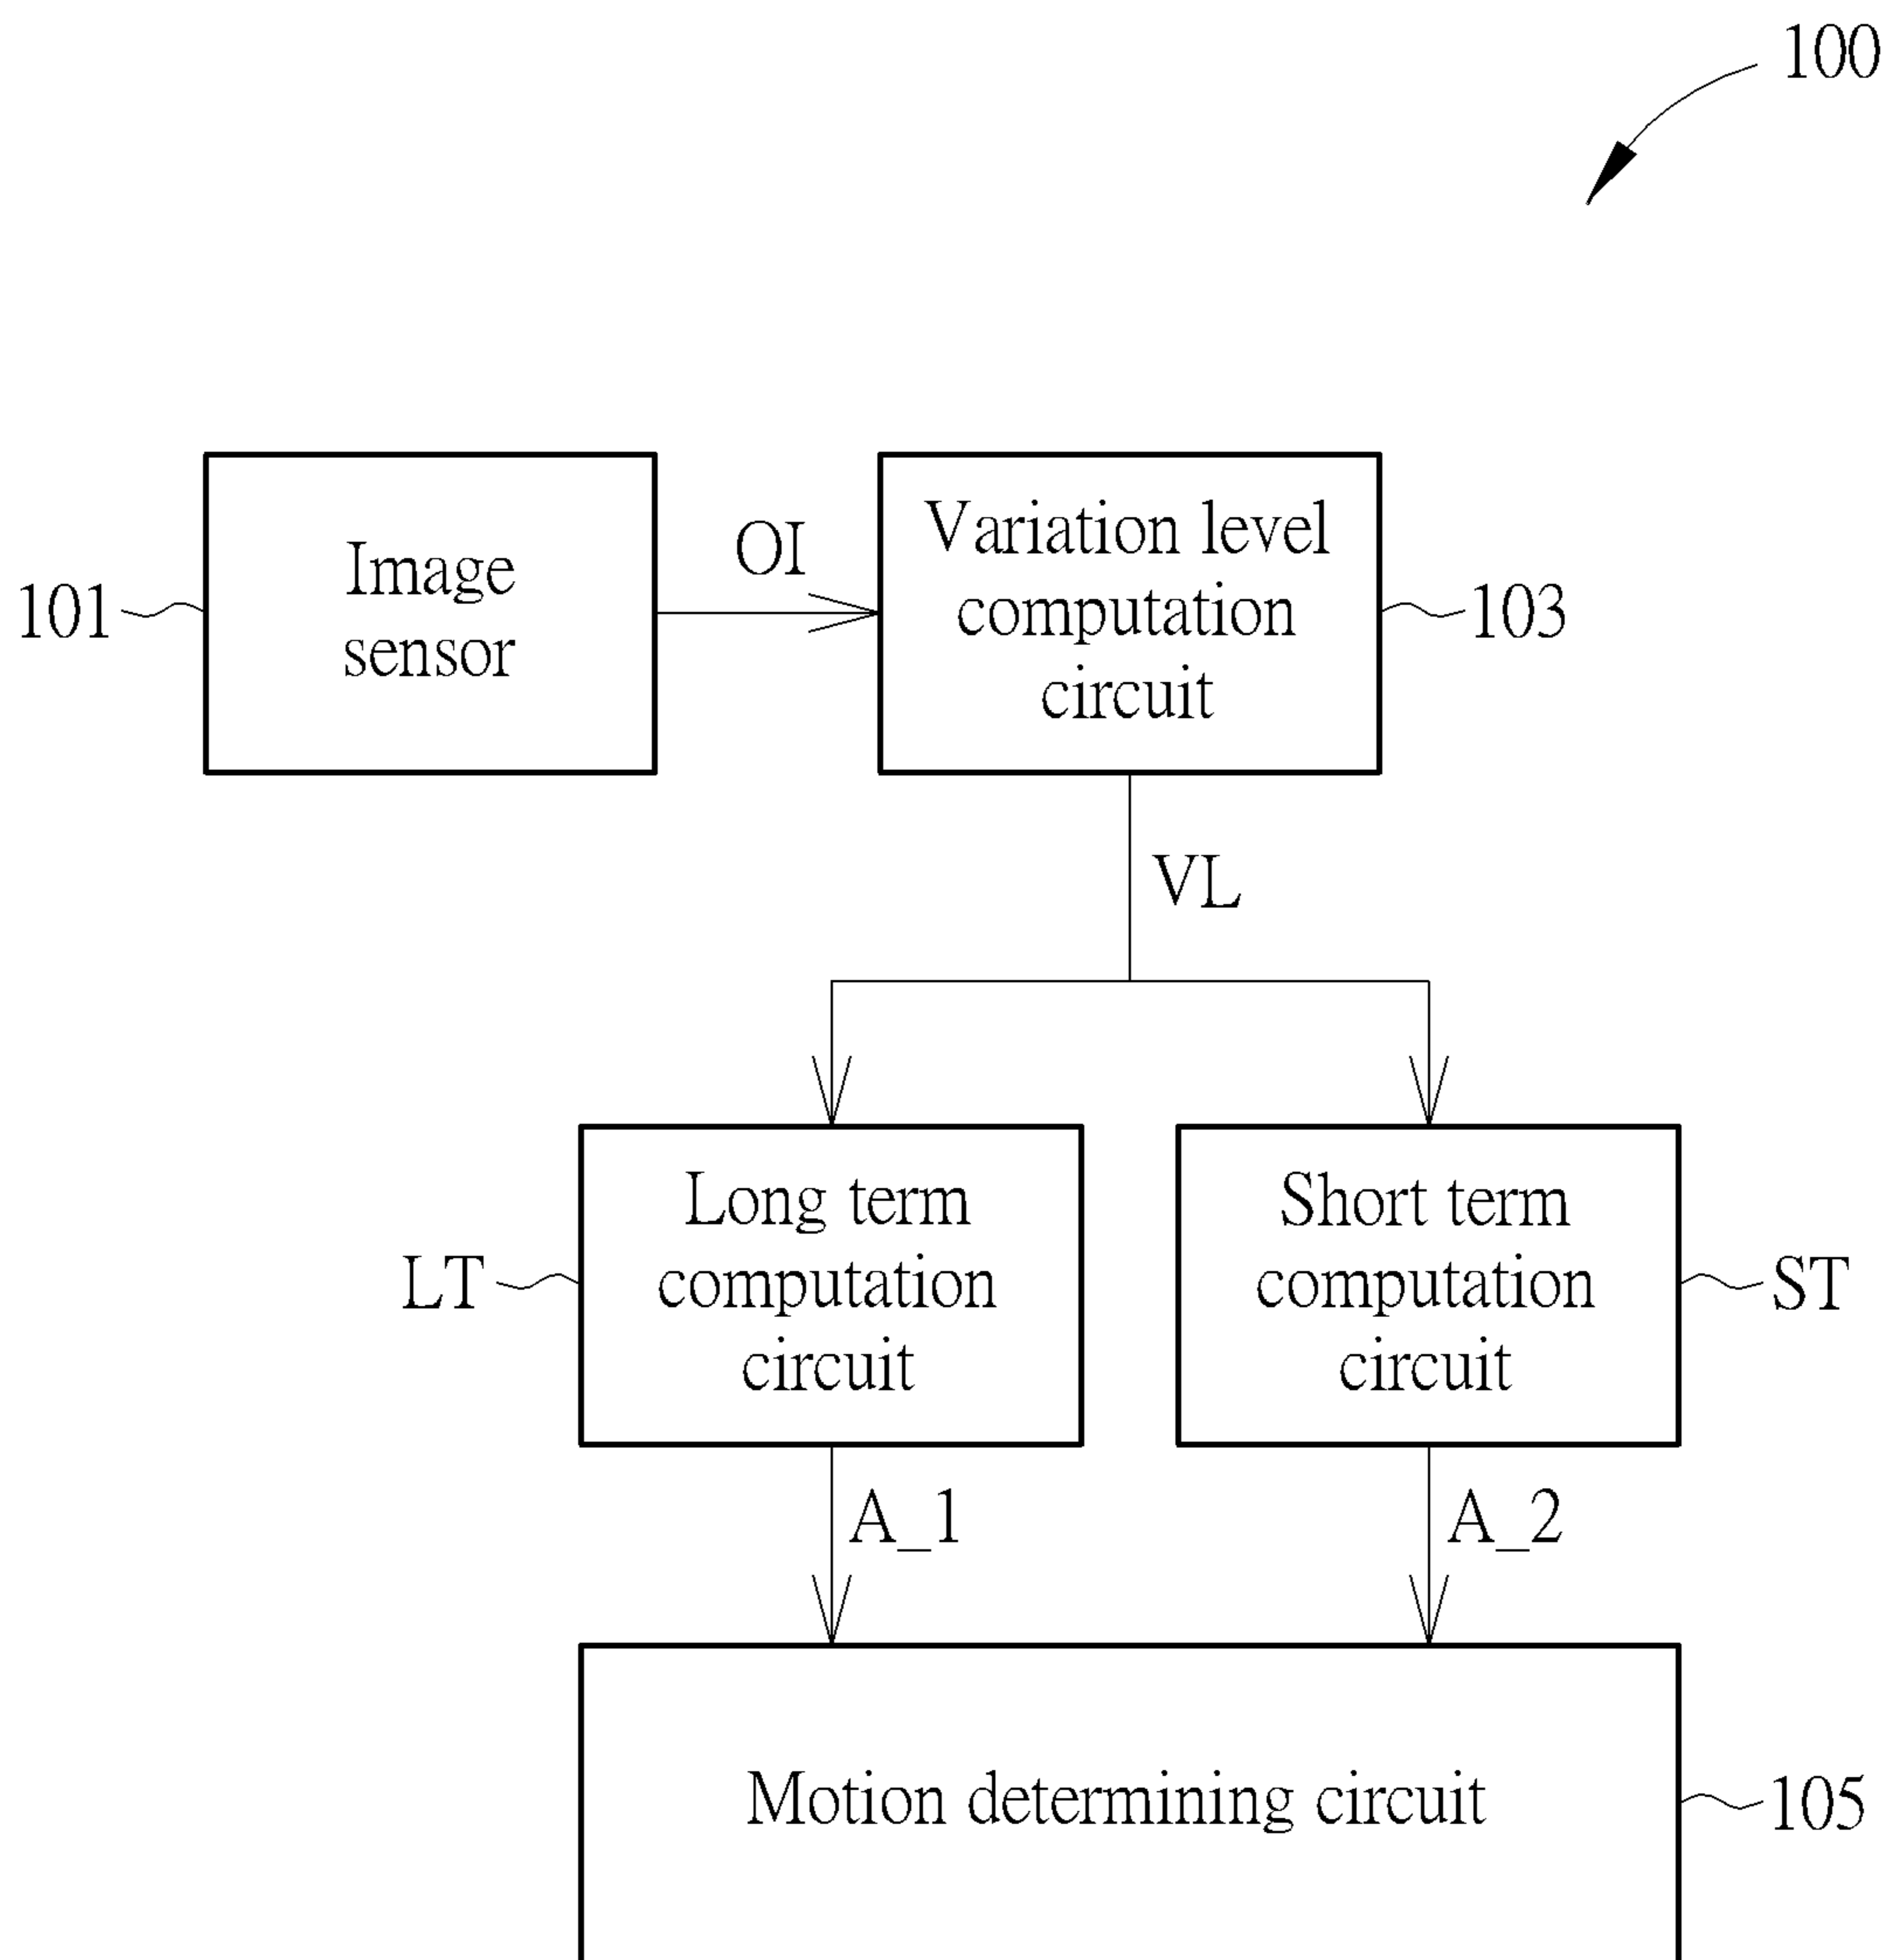 100
Image
sensor
101
OI
Variation level
computation
circuit
103
VL
Long term
computation
circuit
LT
Short term
computation
circuit
ST
A_1
A_2
Motion determining circuit
105